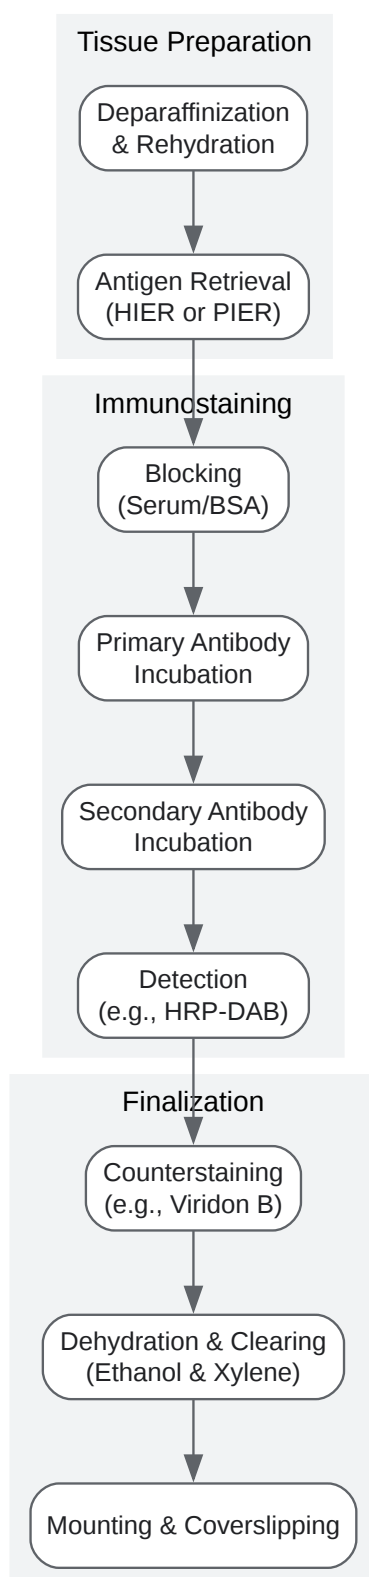 Tissue Preparation
Deparaffinization
& Rehydration
Antigen Retrieval
(HIER or PIER)
Immunostaining
Blocking
(Serum/BSA)
Primary Antibody
Incubation
Secondary Antibody
Incubation
Detection
(e.g., HRP-DAB)
Finalization
Counterstaining
(e.g., Viridon B)
Dehydration & Clearing
(Ethanol & Xylene)
Mounting & Coverslipping